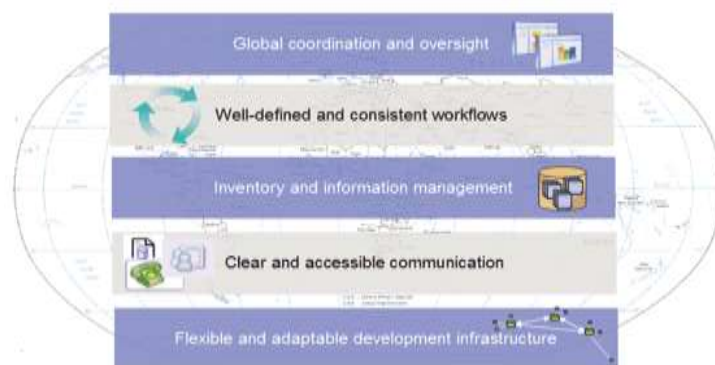 Global coordination and oversight
Well-defined and consistent workflows
Inventory and information management
Clear and accessible communication
Flexible and adaptable development infrastructure